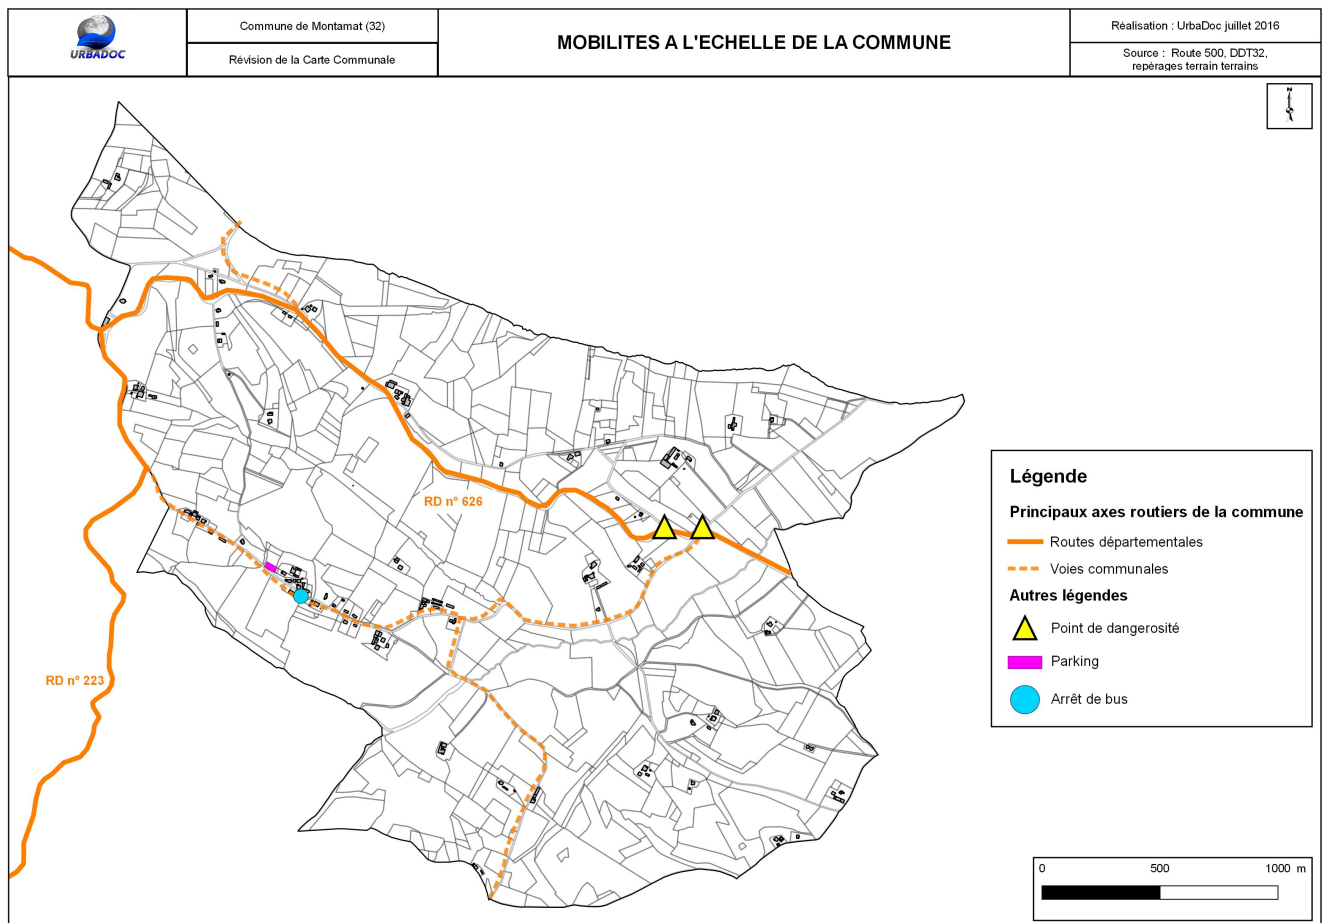 URBADOC
Commune de Montamat (32)
Révision de la Carte Communale
MOBILITES A L'ECHELLE DE LA COMMUNE
Réalisation : UrbaDoc juillet 2016
Source : Route 500, DDT32,
repérages terrain terrains
N
RD n° 626
RD n° 223
Légende
Principaux axes routiers de la commune
Routes départementales
Voies communales
Autres légendes
Point de dangerosité
Parking
Arrêt de bus
0 500 1000 m